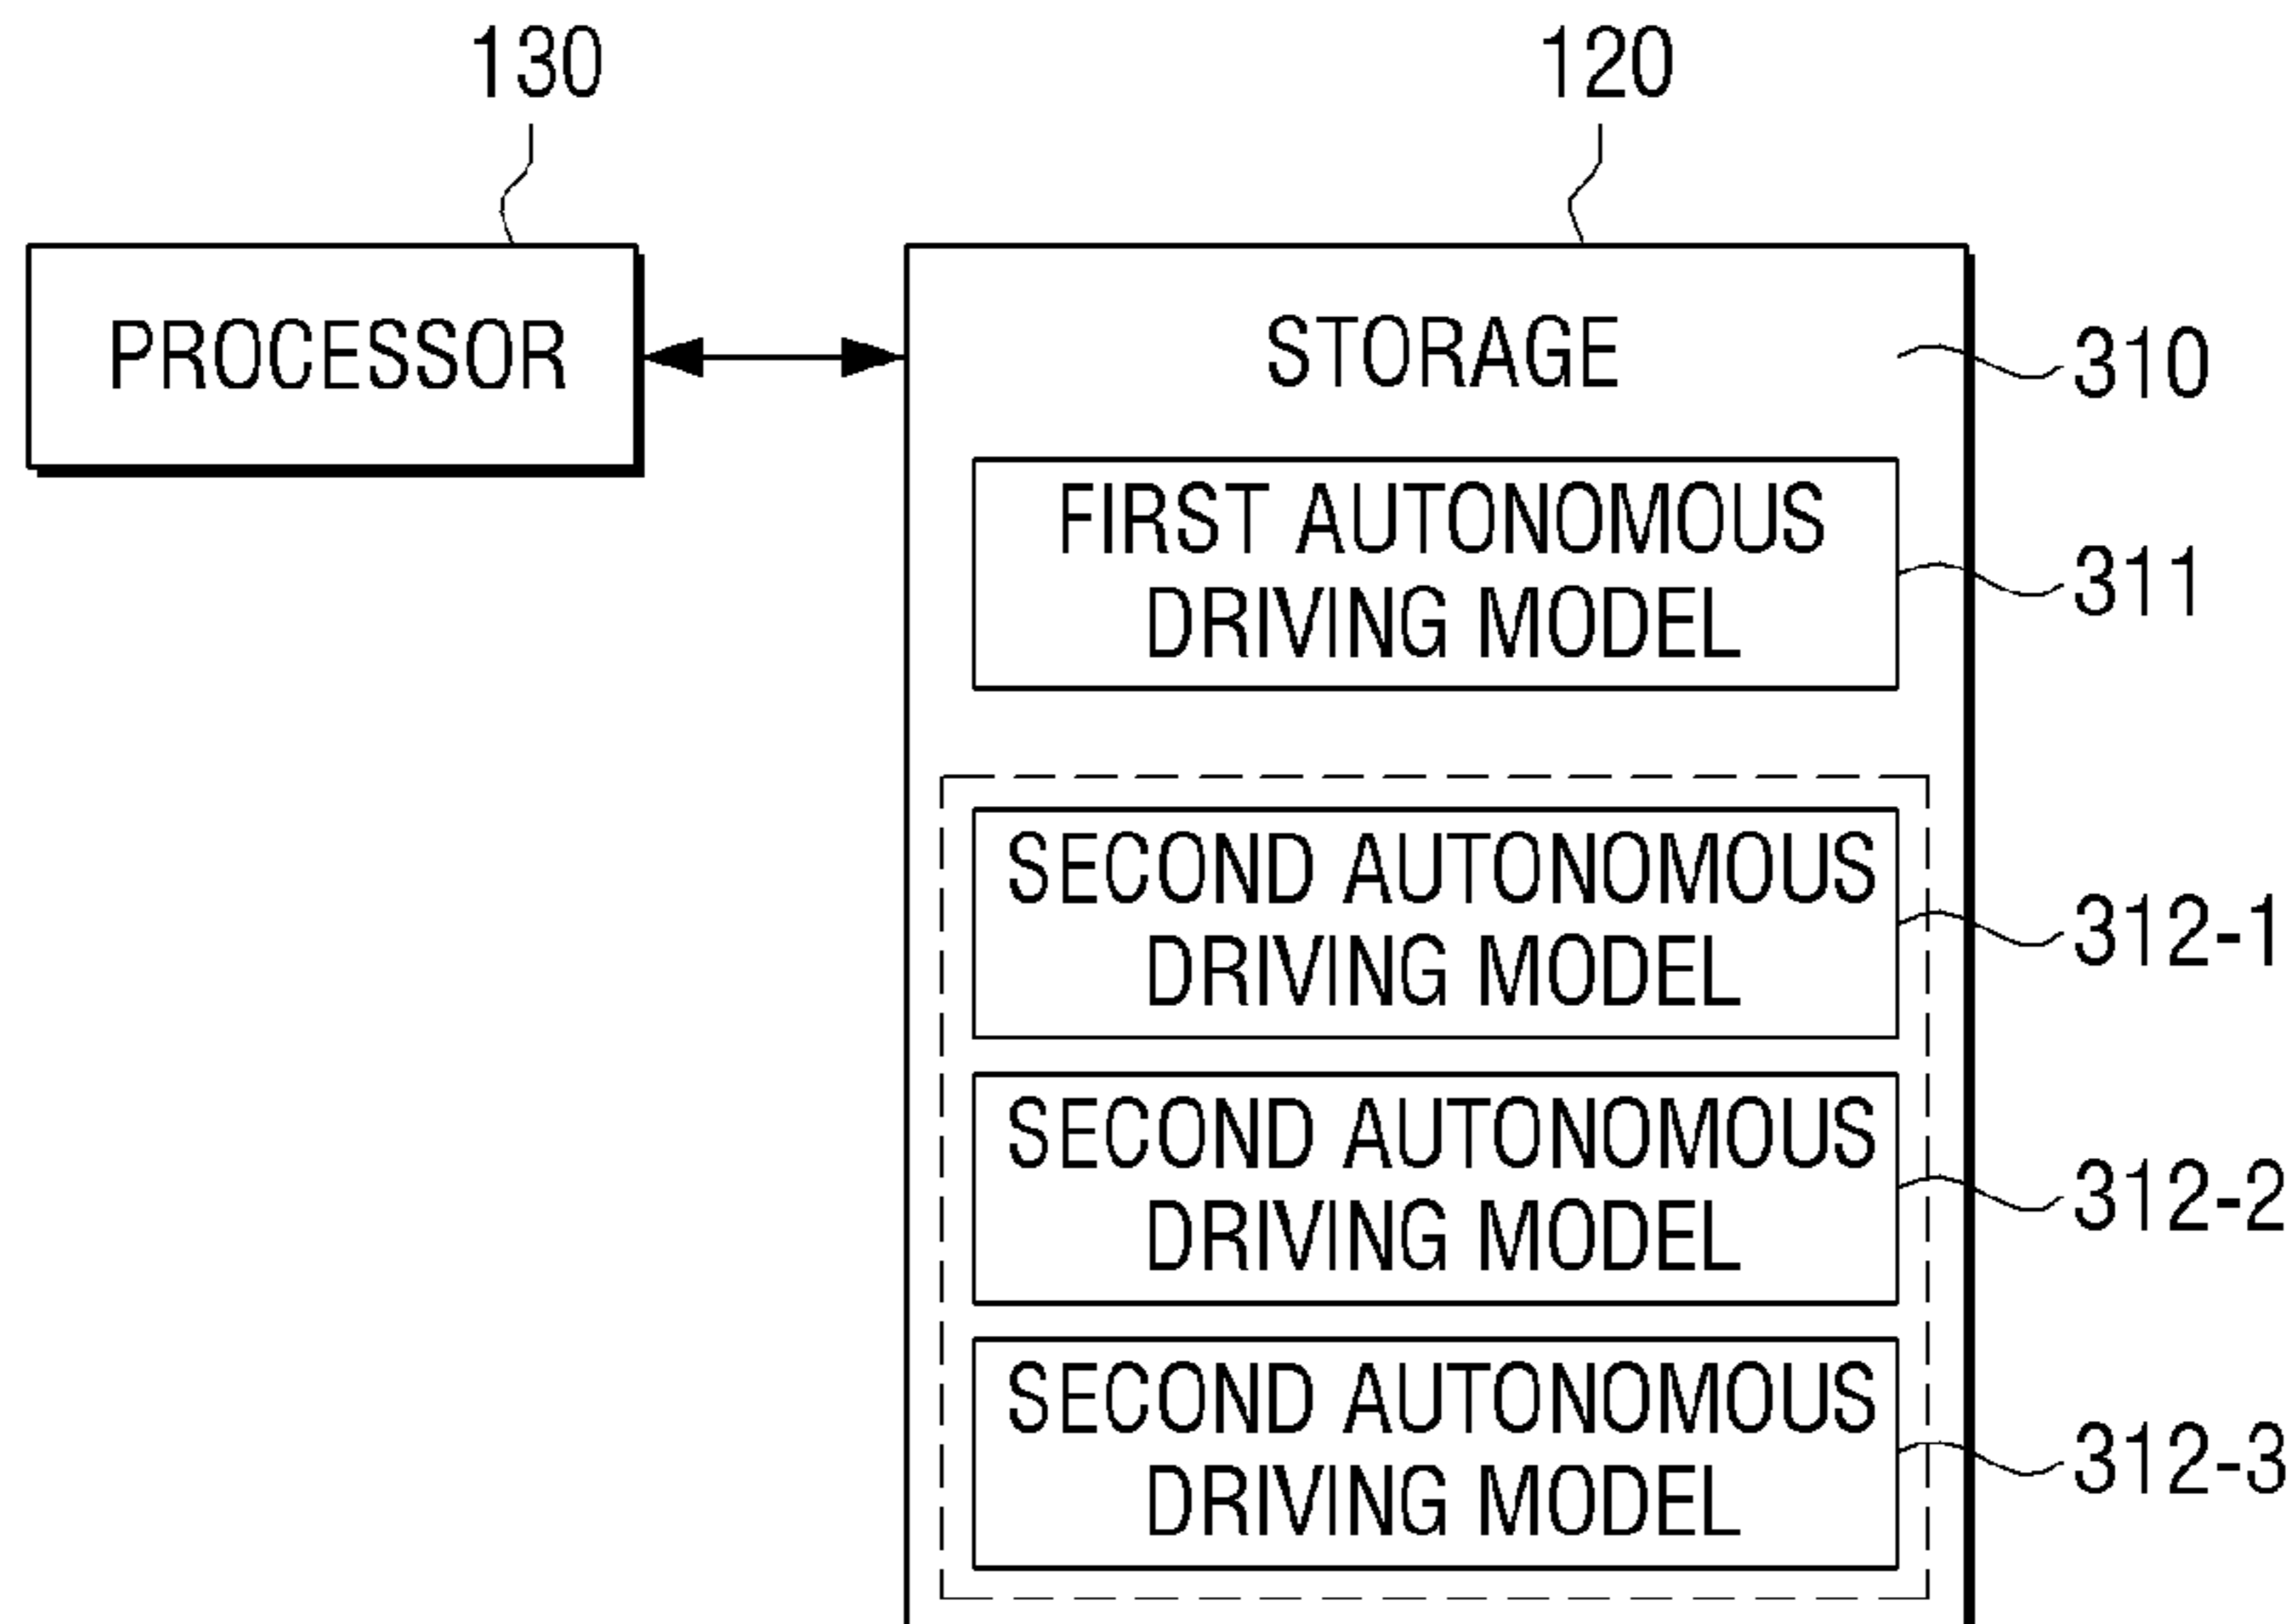 130
120
PROCESSOR
STORAGE
310
FIRST AUTONOMOUS
DRIVING MODEL
311
SECOND AUTONOMOUS
DRIVING MODEL
312-1
SECOND AUTONOMOUS
DRIVING MODEL
312-2
SECOND AUTONOMOUS
DRIVING MODEL
312-3